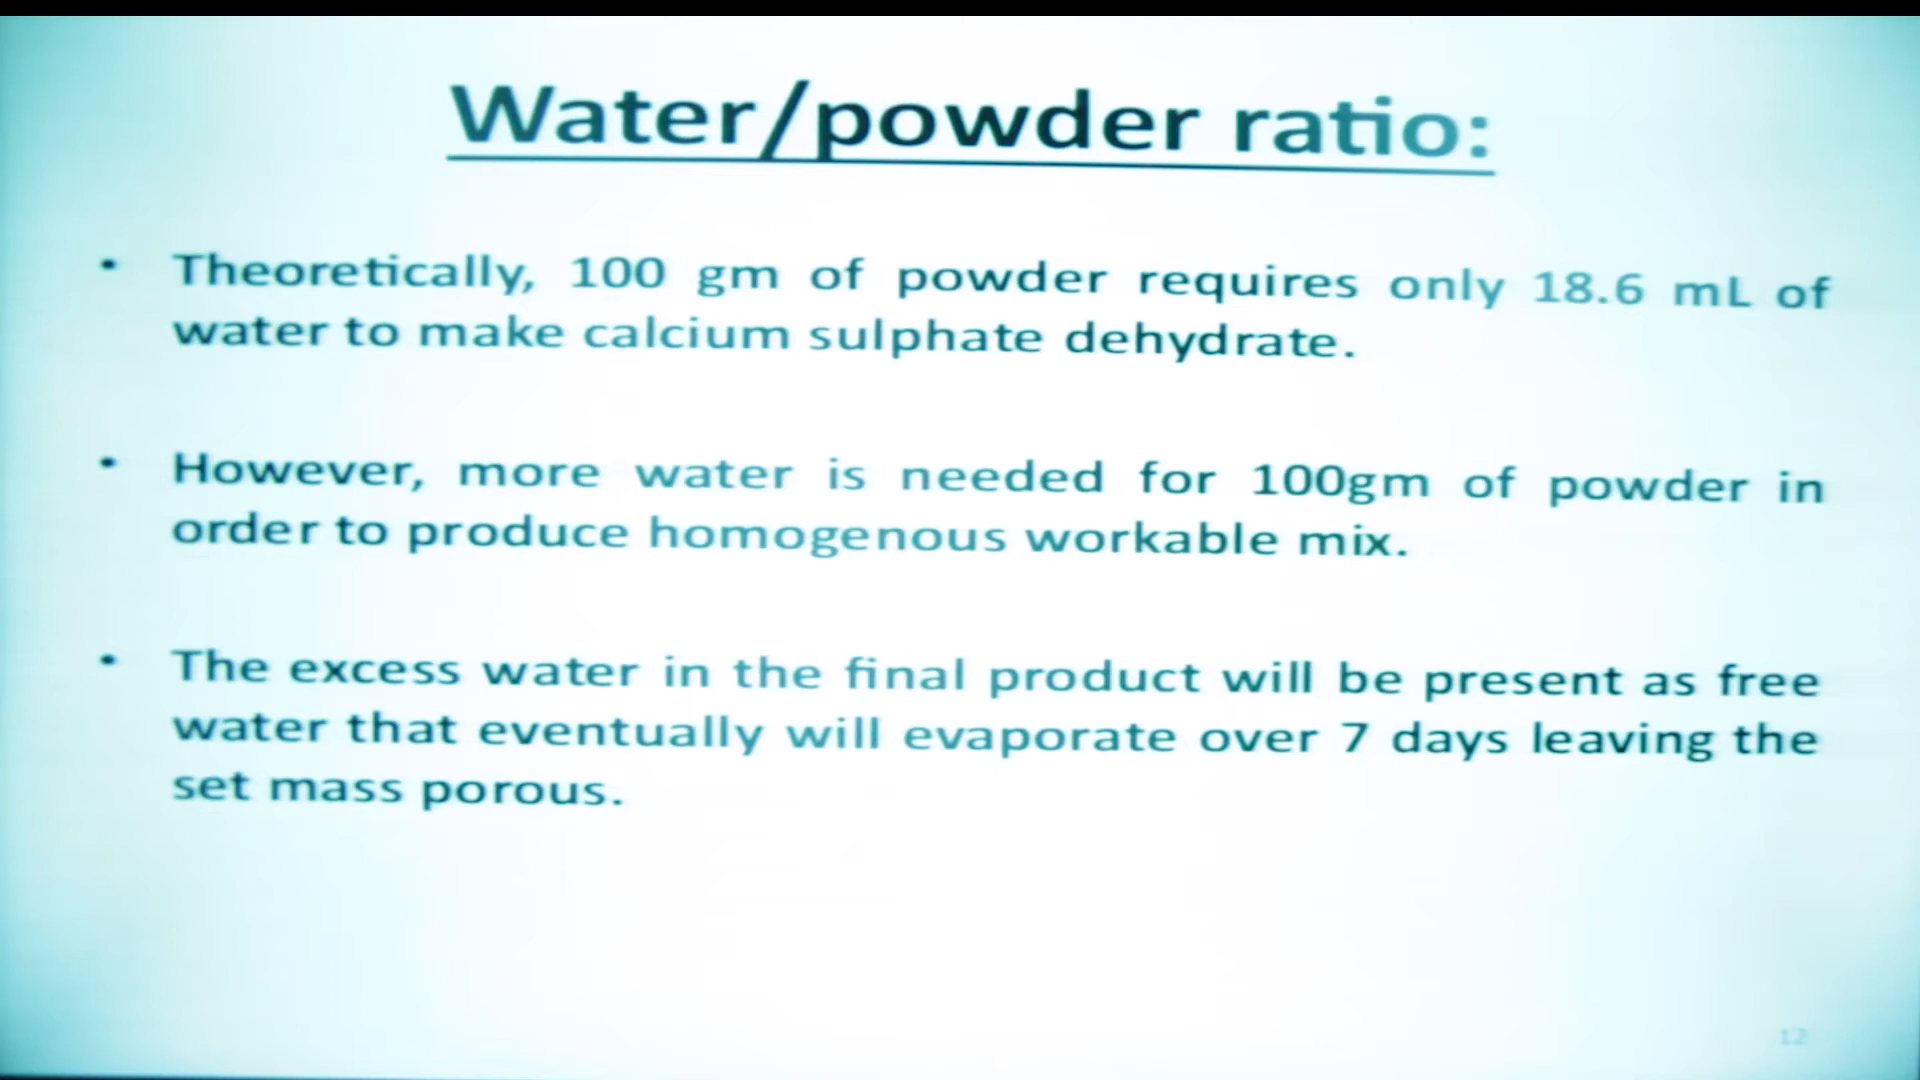 Water/powder ratio:
• Theoretically, 100 gm of powder requires only 18.6 mL of
water to make calcium sulphate dehydrate.
• However, more water is needed for 100gm of powder in
order to produce homogenous workable mix.
• The excess water in the final product will be present as free
water that eventually will evaporate over 7 days leaving the
set mass porous.
12